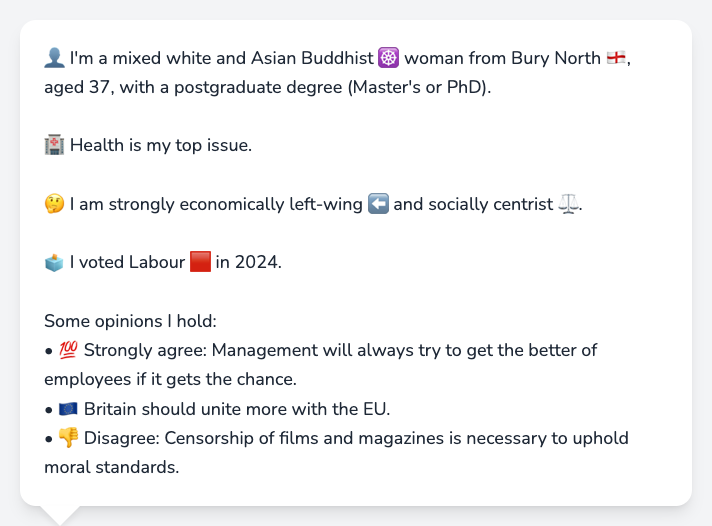 👤 I'm a mixed white and Asian Buddhist ☸️ woman from Bury North 🏴󠁧󠁢󠁥󠁮󠁧󠁿,
aged 37, with a postgraduate degree (Master's or PhD).
🏥 Health is my top issue.
🤔 I am strongly economically left-wing ⬅️ and socially centrist ⚖️.
🗳️ I voted Labour 🟥 in 2024.
Some opinions I hold:
• 💯 Strongly agree: Management will always try to get the better of
employees if it gets the chance.
• 🇪🇺 Britain should unite more with the EU.
• 👎 Disagree: Censorship of films and magazines is necessary to uphold
moral standards.